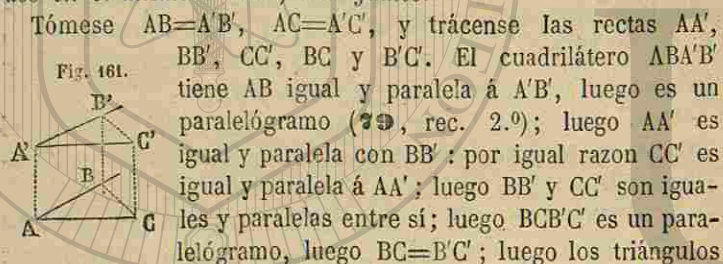 Tómese AB=A'B', AC=A'C', y trácense las rectas AA',
BB', CC', BC y B'C'. El cuadrilátero ABA'B'
Fig. 161.
tiene AB igual y paralela á A'B', luego es un
paralelógramo (79, rec. 2.º); luego AA' es
igual y paralela con BB' : por igual razon CC' es
igual y paralela á AA' ; luego BB' y CC' son igua-
les y paralelas entre sí; luego BCB'C' es un para-
lelógramo, luego BC=B'C' ; luego los triángulos
B'
A'
C'
B
A
C